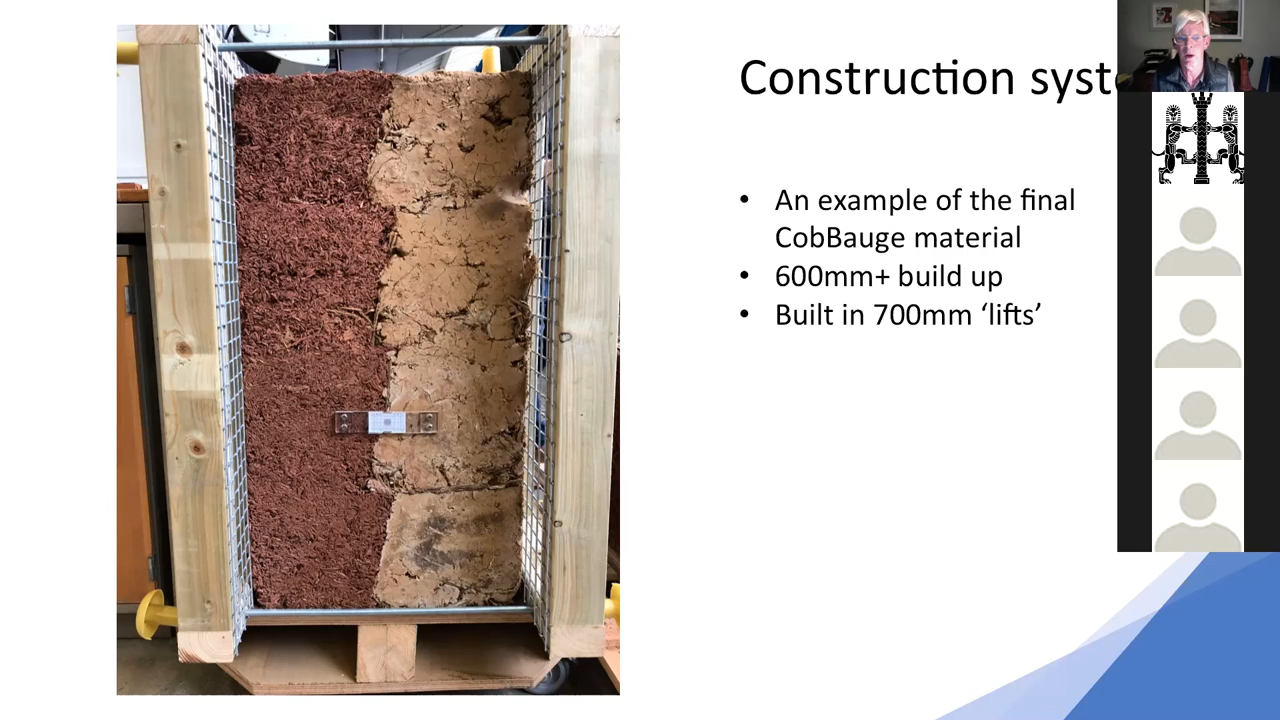 Construction syst
• An example of the final
CobBauge material
• 600mm+ build up
• Built in 700mm ‘lifts’